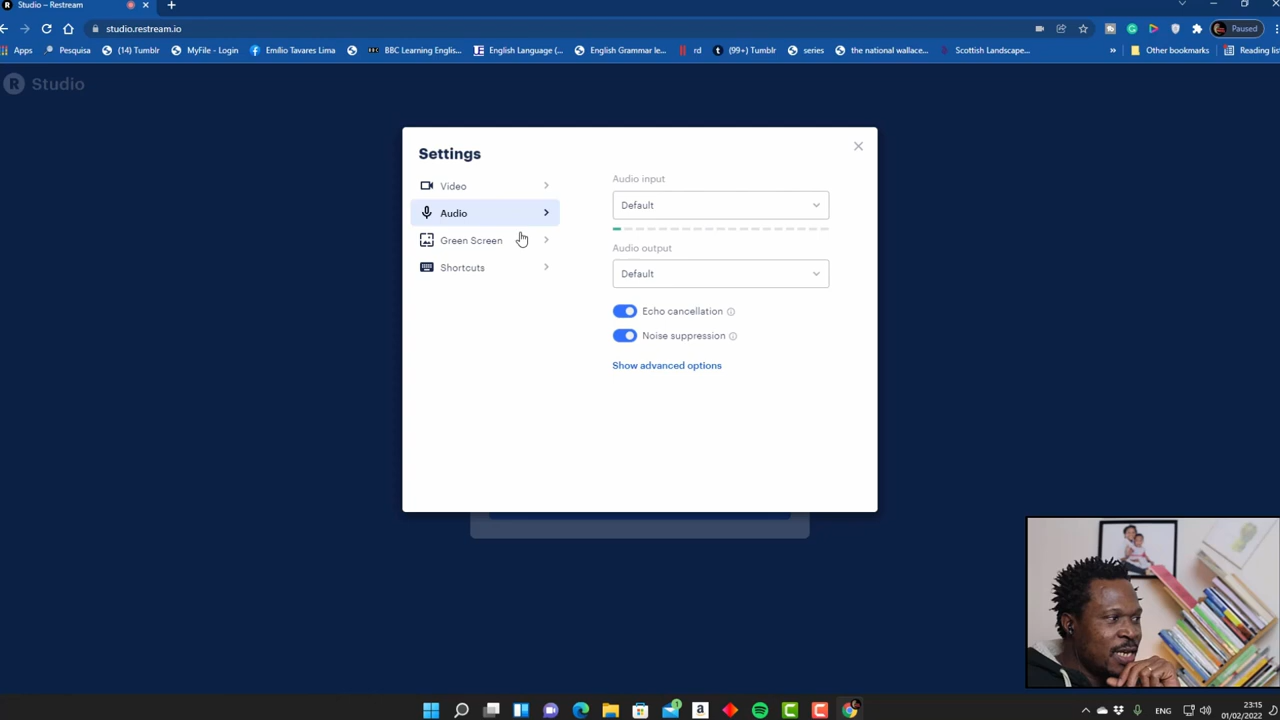 Studio – Restream
studio.restream.io
Paused
Apps
Pesquisa
(14) Tumblr
MyFile - Login
Emílio Tavares Lima
BBC Learning Engli...
English Language (...
English Grammar le...
rd
(99+) Tumblr
series
the national wallace...
Scottish Landscape...
»
Other bookmarks
Reading list
R Studio
Settings
Video
Audio
Green Screen
Shortcuts
Audio input
Default
Audio output
Default
Echo cancellation
Noise suppression
Show advanced options
ENG
23:15
01/02/2022